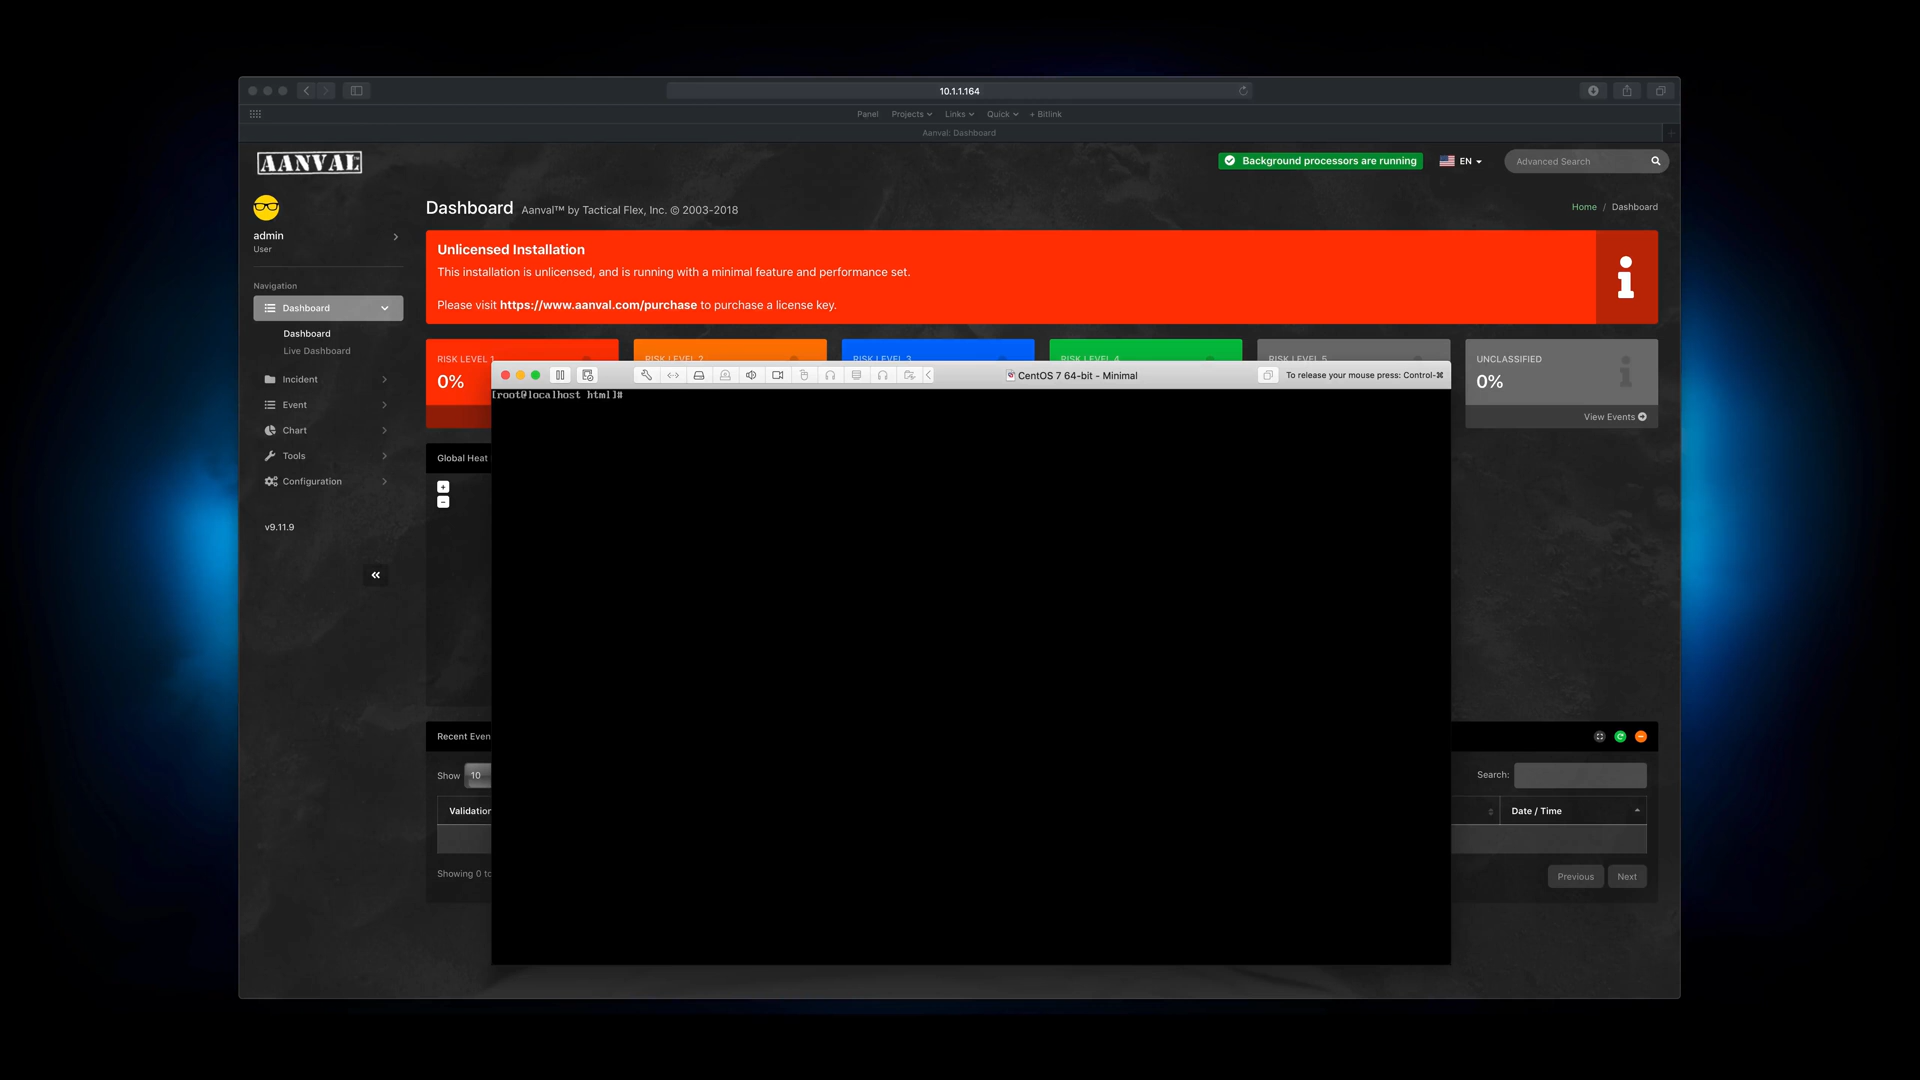 10.1.1.164
Panel Projects Links Quick + Bitlink
Aanval: Dashboard
AANVAL
Background processors are running
EN
Advanced Search
admin
User
Dashboard Aanval™ by Tactical Flex, Inc. © 2003-2018
Home / Dashboard
Unlicensed Installation
This installation is unlicensed, and is running with a minimal feature and performance set.
Please visit https://www.aanval.com/purchase to purchase a license key.
Navigation
Dashboard
Dashboard
Live Dashboard
Incident
Event
Chart
Tools
Configuration
v9.11.9
RISK LEVEL 1
0%
RISK LEVEL 2
RISK LEVEL 3
RISK LEVEL 4
RISK LEVEL 5
UNCLASSIFIED
0%
View Events
CentOS 7 64-bit - Minimal
To release your mouse press: Control-⌘
[root@localhost html]#
Global Heat
+
-
Recent Even
Show 10
Search:
Validation
Date / Time
Showing 0 to
Previous
Next